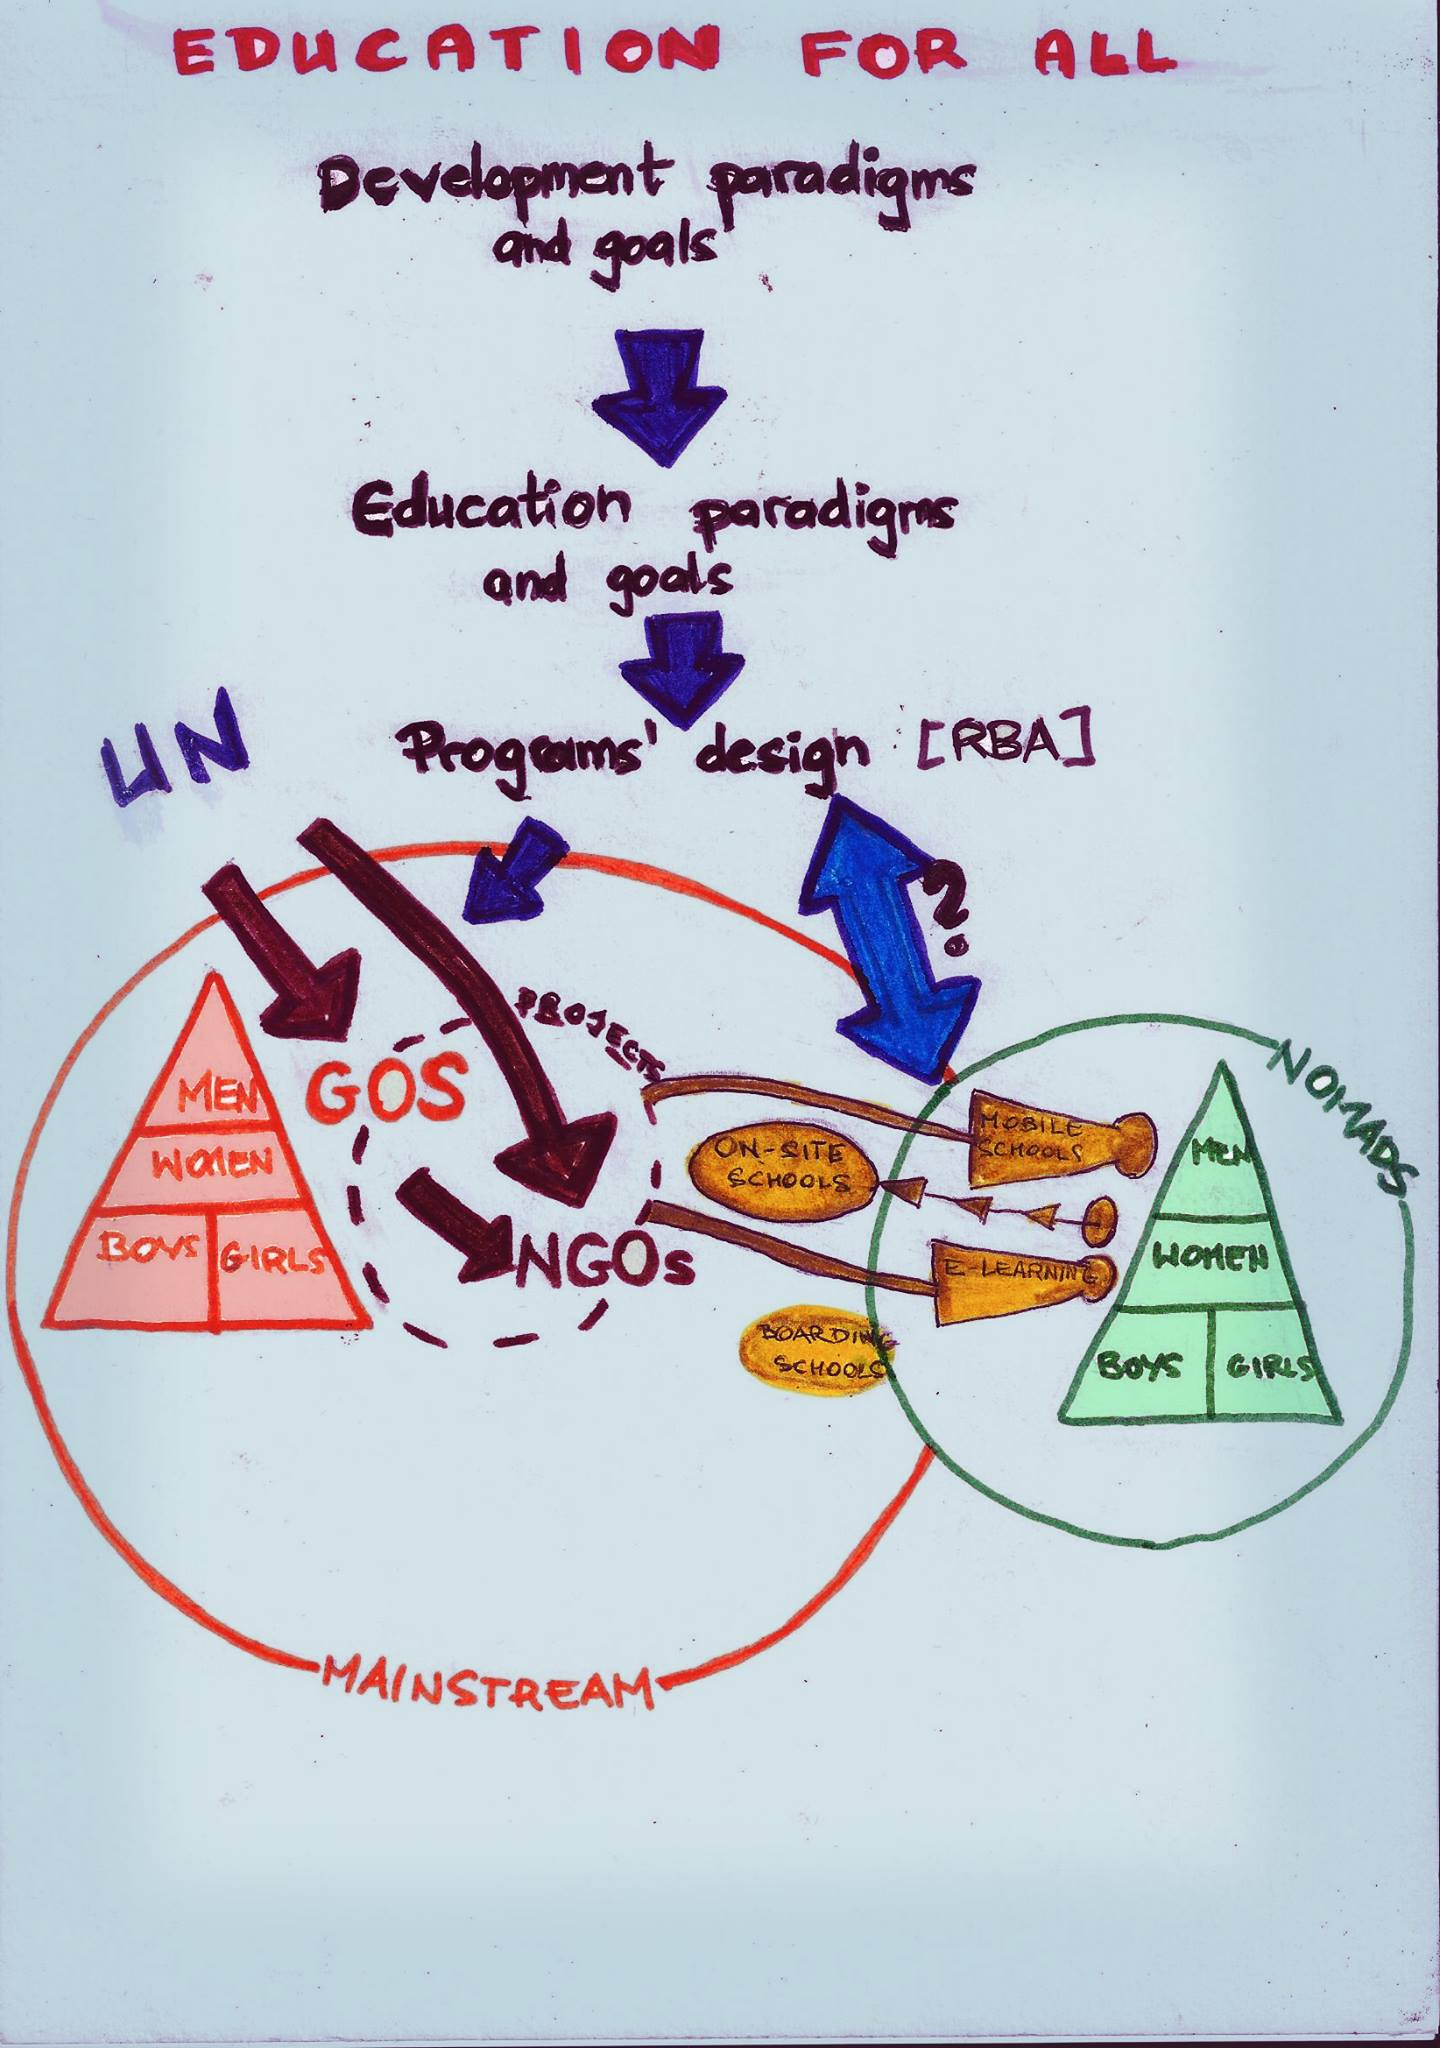 EDUCATION FOR ALL
Development paradigms
and goals
Education paradigms
and goals
Programs' design [RBA]
UN
?
PROJECTS
GOS
NGOs
MEN
WOMEN
BOYS GIRLS
MOBILE
SCHOOLS
ON-SITE
SCHOOLS
E-LEARNING
BOARDING
SCHOOLS
NOMADS
MEN
WOMEN
BOYS GIRLS
MAINSTREAM